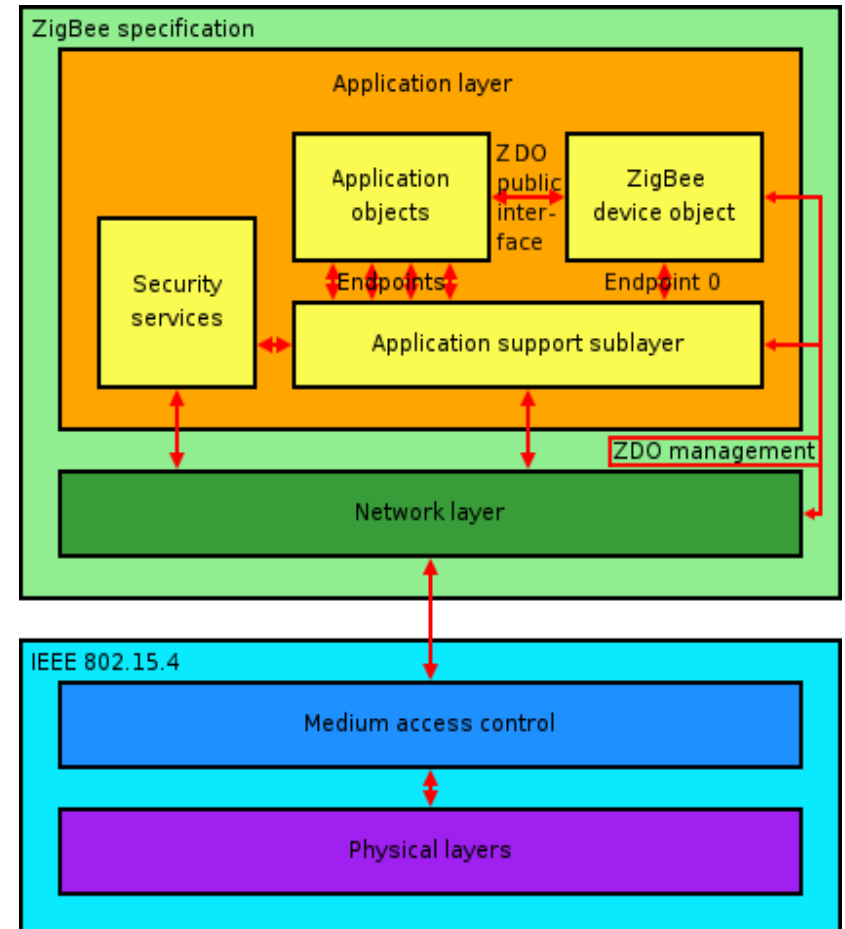 ZigBee specification
Application layer
Application
objects
Z DO
public
inter-
face
ZigBee
device object
Security
services
Endpoints
Endpoint 0
Application support sublayer
ZDO management
Network layer
IEEE 802.15.4
Medium access control
Physical layers